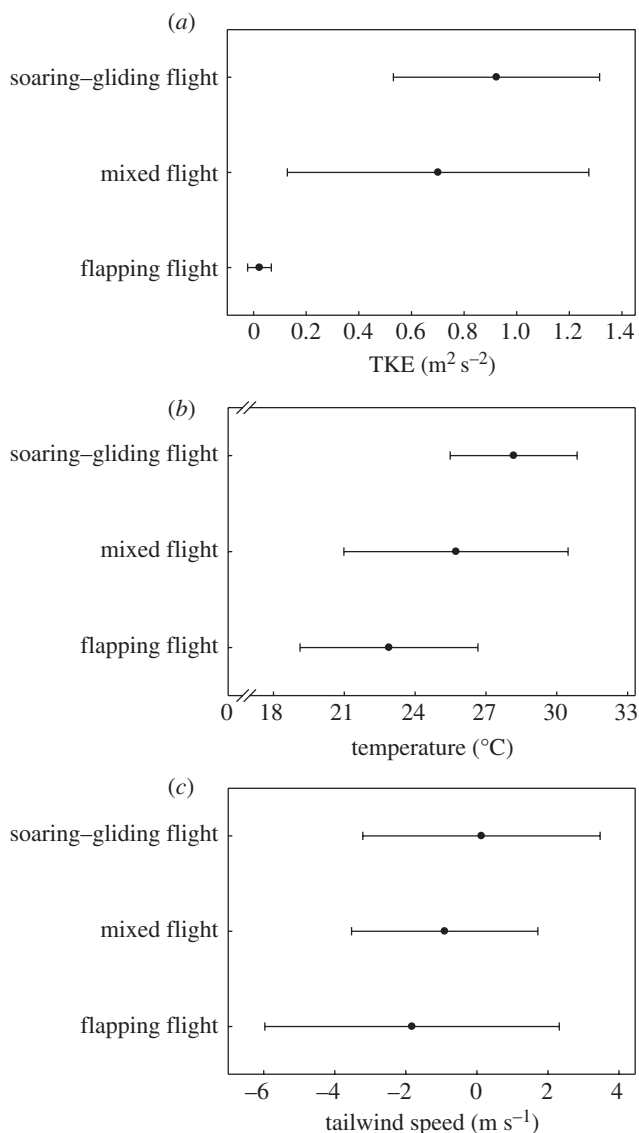 (a)
soaring–gliding flight
mixed flight
flapping flight
0 0.2 0.4 0.6 0.8 1.0 1.2 1.4
TKE (m² s⁻²)
(b)
soaring–gliding flight
mixed flight
flapping flight
0 18 21 24 27 30 33
temperature (°C)
(c)
soaring–gliding flight
mixed flight
flapping flight
–6 –4 –2 0 2 4
tailwind speed (m s⁻¹)